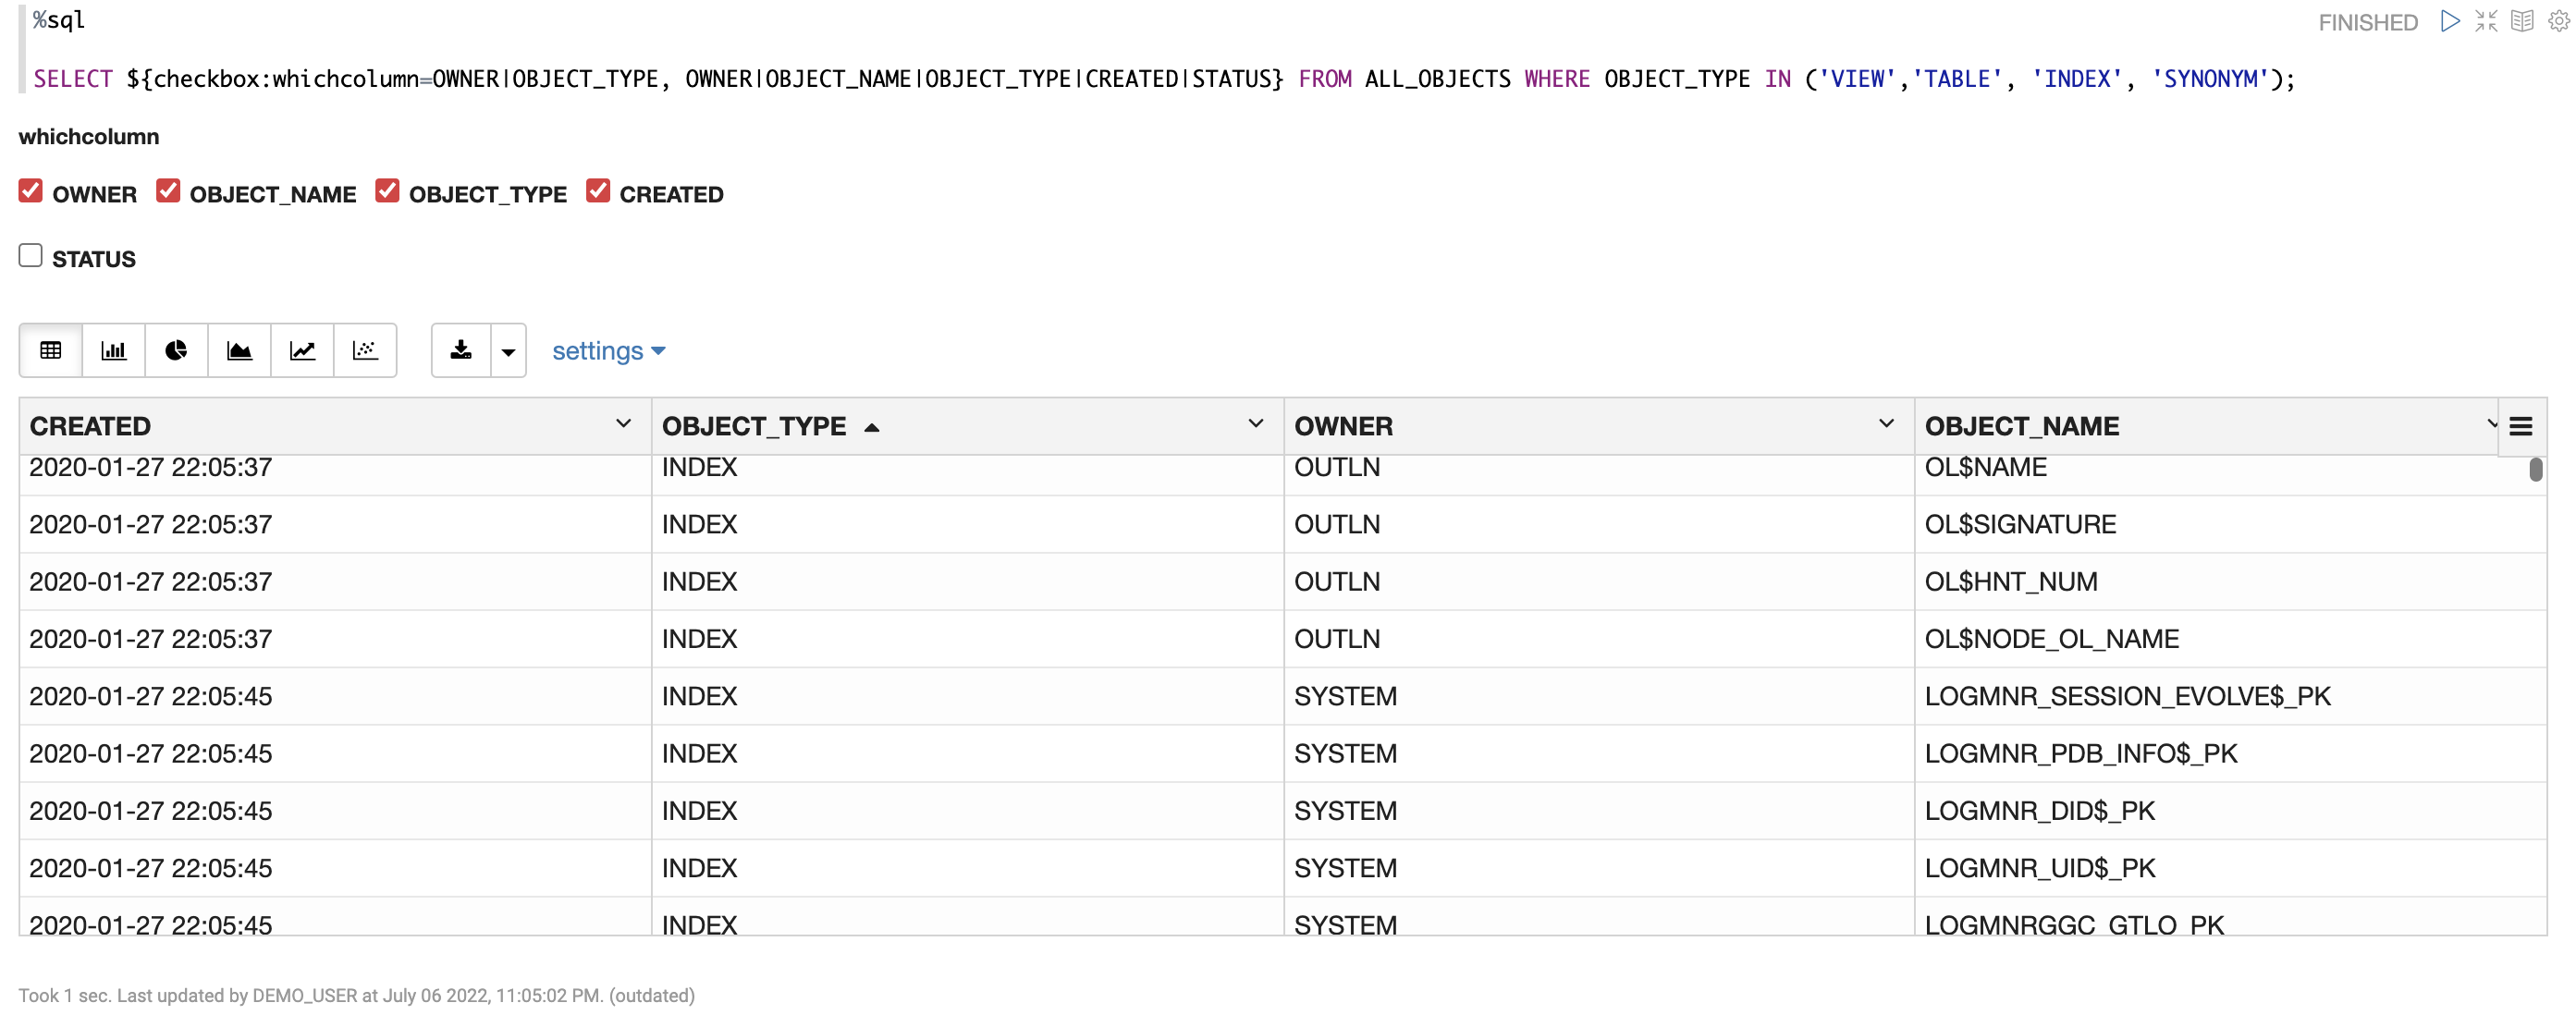 %sql
FINISHED
SELECT ${checkbox:whichcolumn=OWNER|OBJECT_TYPE, OWNER|OBJECT_NAME|OBJECT_TYPE|CREATED|STATUS} FROM ALL_OBJECTS WHERE OBJECT_TYPE IN ('VIEW','TABLE', 'INDEX', 'SYNONYM');
whichcolumn
OWNER OBJECT_NAME OBJECT_TYPE CREATED
STATUS
settings
CREATED OBJECT_TYPE OWNER OBJECT_NAME
2020-01-27 22:05:37 INDEX OUTLN OL$NAME
2020-01-27 22:05:37 INDEX OUTLN OL$SIGNATURE
2020-01-27 22:05:37 INDEX OUTLN OL$HNT_NUM
2020-01-27 22:05:37 INDEX OUTLN OL$NODE_OL_NAME
2020-01-27 22:05:45 INDEX SYSTEM LOGMNR_SESSION_EVOLVE$_PK
2020-01-27 22:05:45 INDEX SYSTEM LOGMNR_PDB_INFO$_PK
2020-01-27 22:05:45 INDEX SYSTEM LOGMNR_DID$_PK
2020-01-27 22:05:45 INDEX SYSTEM LOGMNR_UID$_PK
2020-01-27 22:05:45 INDEX SYSTEM LOGMNRGGC_GTLO_PK
Took 1 sec. Last updated by DEMO_USER at July 06 2022, 11:05:02 PM. (outdated)